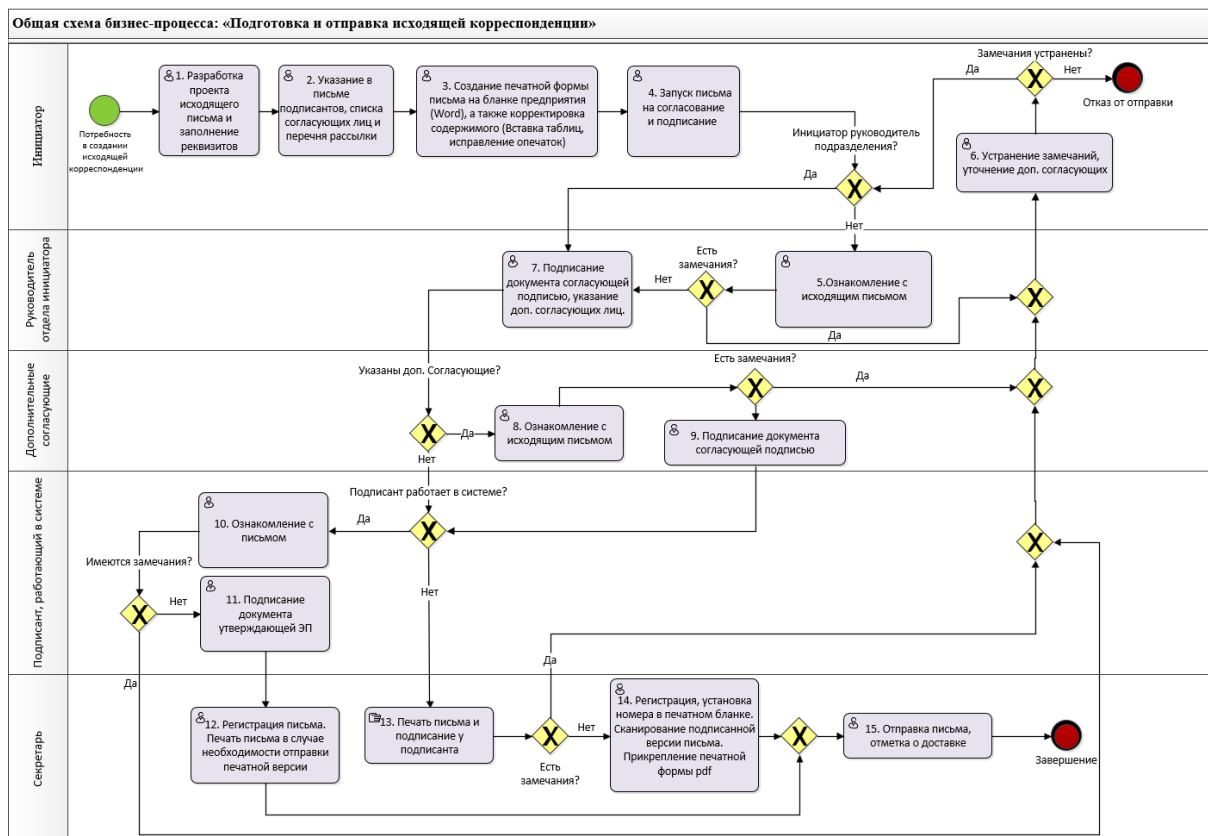 Общая схема бизнес-процесса: «Подготовка и отправка исходящей корреспонденции»
Инициатор
Потребность
в создании
исходящей
корреспонденции
1. Разработка
проекта
исходящего
письма и
заполнение
реквизитов
2. Указание в
письме
подписантов, списка
согласующих лиц и
перечня рассылки
3. Создание печатной формы
письма на бланке предприятия
(Word), а также корректировка
содержимого (Вставка таблиц,
исправление опечаток)
4. Запуск письма
на согласование
и подписание
Инициатор руководитель
подразделения?
Да
Нет
Замечания устранены?
Да
Нет
Отказ от отправки
6. Устранение замечаний,
уточнение доп. согласующих
Руководитель
отдела инициатора
7. Подписание
документа согласующей
подписью, указание
доп. согласующих лиц.
Нет
Есть
замечания?
5.Ознакомление с
исходящим письмом
Да
Дополнительные
согласующие
Указаны доп. Согласующие?
Да
Нет
8. Ознакомление с
исходящим письмом
Есть замечания?
Да
9. Подписание документа
согласующей подписью
Подписант, работающий в системе
Подписант работает в системе?
Да
Нет
10. Ознакомление с
письмом
Имеются замечания?
Нет
Да
11. Подписание
документа
утверждающей ЭП
Секретарь
12. Регистрация письма.
Печать письма в случае
необходимости отправки
печатной версии
13. Печать письма и
подписание у
подписанта
Да
Нет
Есть
замечания?
14. Регистрация, установка
номера в печатном бланке.
Сканирование подписанной
версии письма.
Прикрепление печатной
формы pdf
15. Отправка письма,
отметка о доставке
Завершение